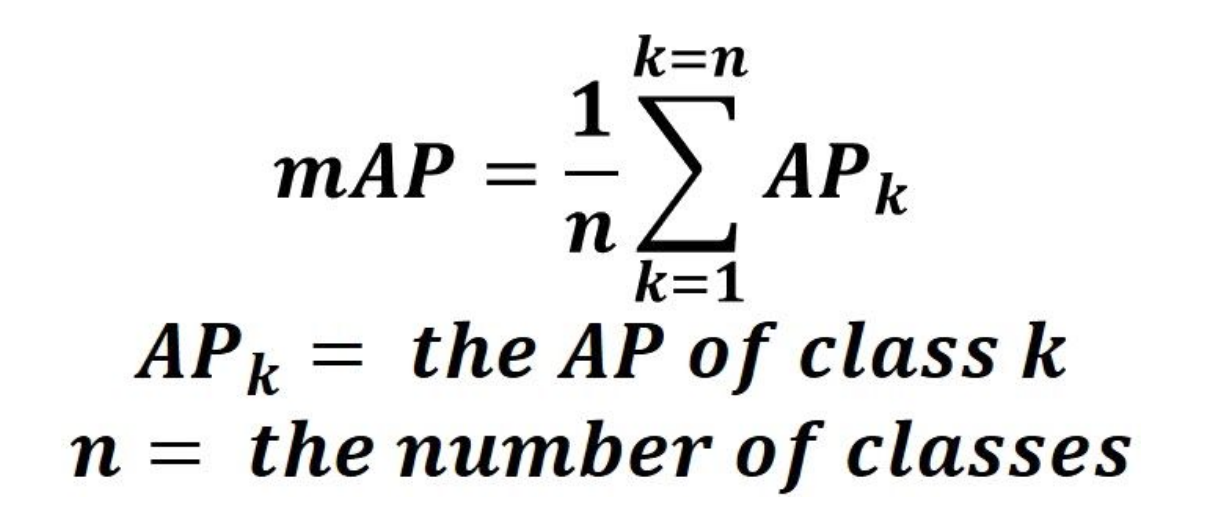 mAP = 1/n ∑_{k=1}^{k=n} AP_k
AP_k = the AP of class k
n = the number of classes